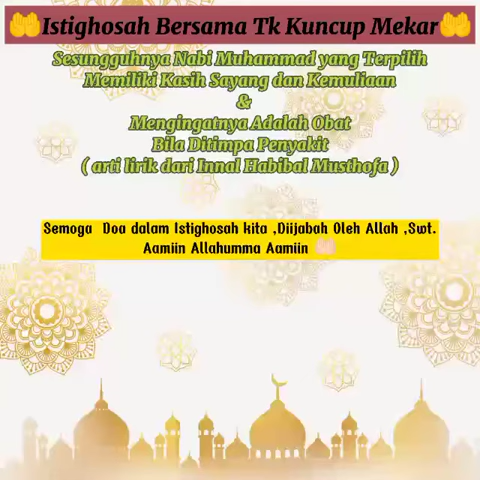 🤲Istighosah Bersama Tk Kuncup Mekar🤲
Sesungguhnya Nabi Muhammad yang Terpilih
Memiliki Kasih Sayang dan Kemuliaan
&
Mengingatnya Adalah Obat
Bila Ditimpa Penyakit
( arti lirik dari Innal Habibal Musthofa )
Semoga Doa dalam Istighosah kita ,Diijabah Oleh Allah ,Swt.
Aamiin Allahumma Aamiin 🤲🏻